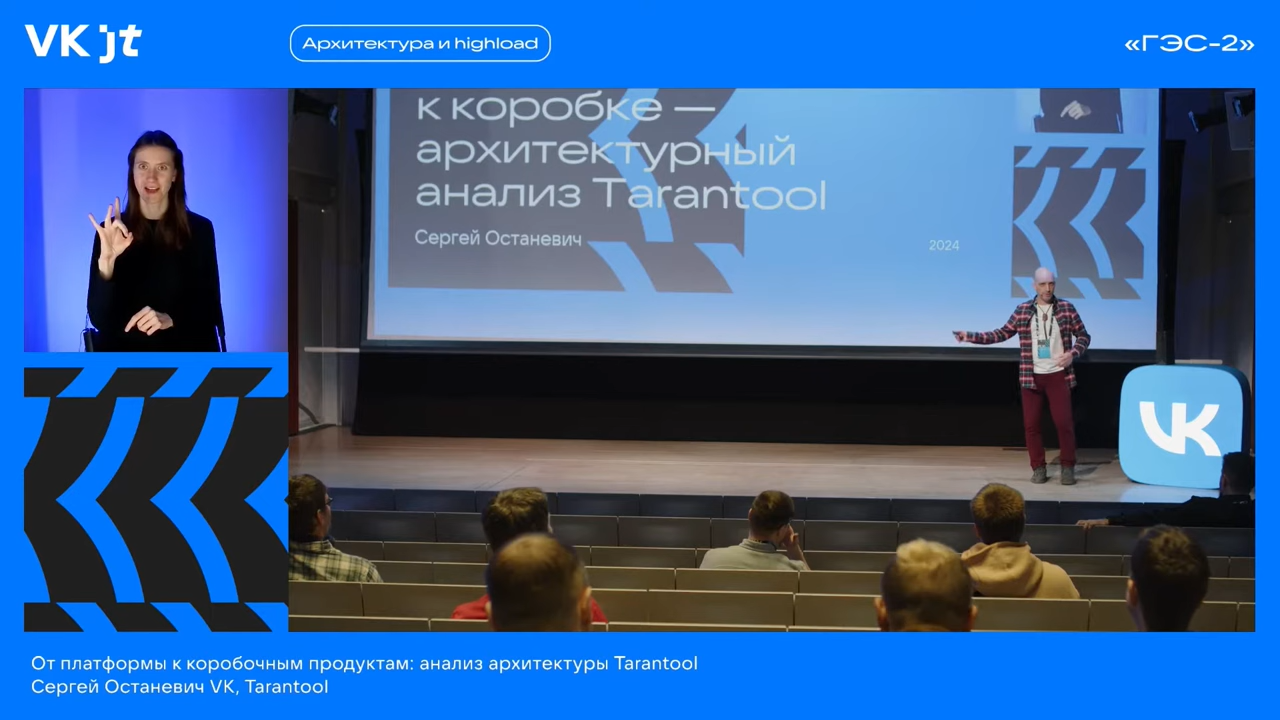 VK jt
Архитектура и highload
«ГЭС-2»
к коробке —
архитектурный
анализ Tarantool
Сергей Останевич
2024
VK
От платформы к коробочным продуктам: анализ архитектуры Tarantool
Сергей Останевич VK, Tarantool